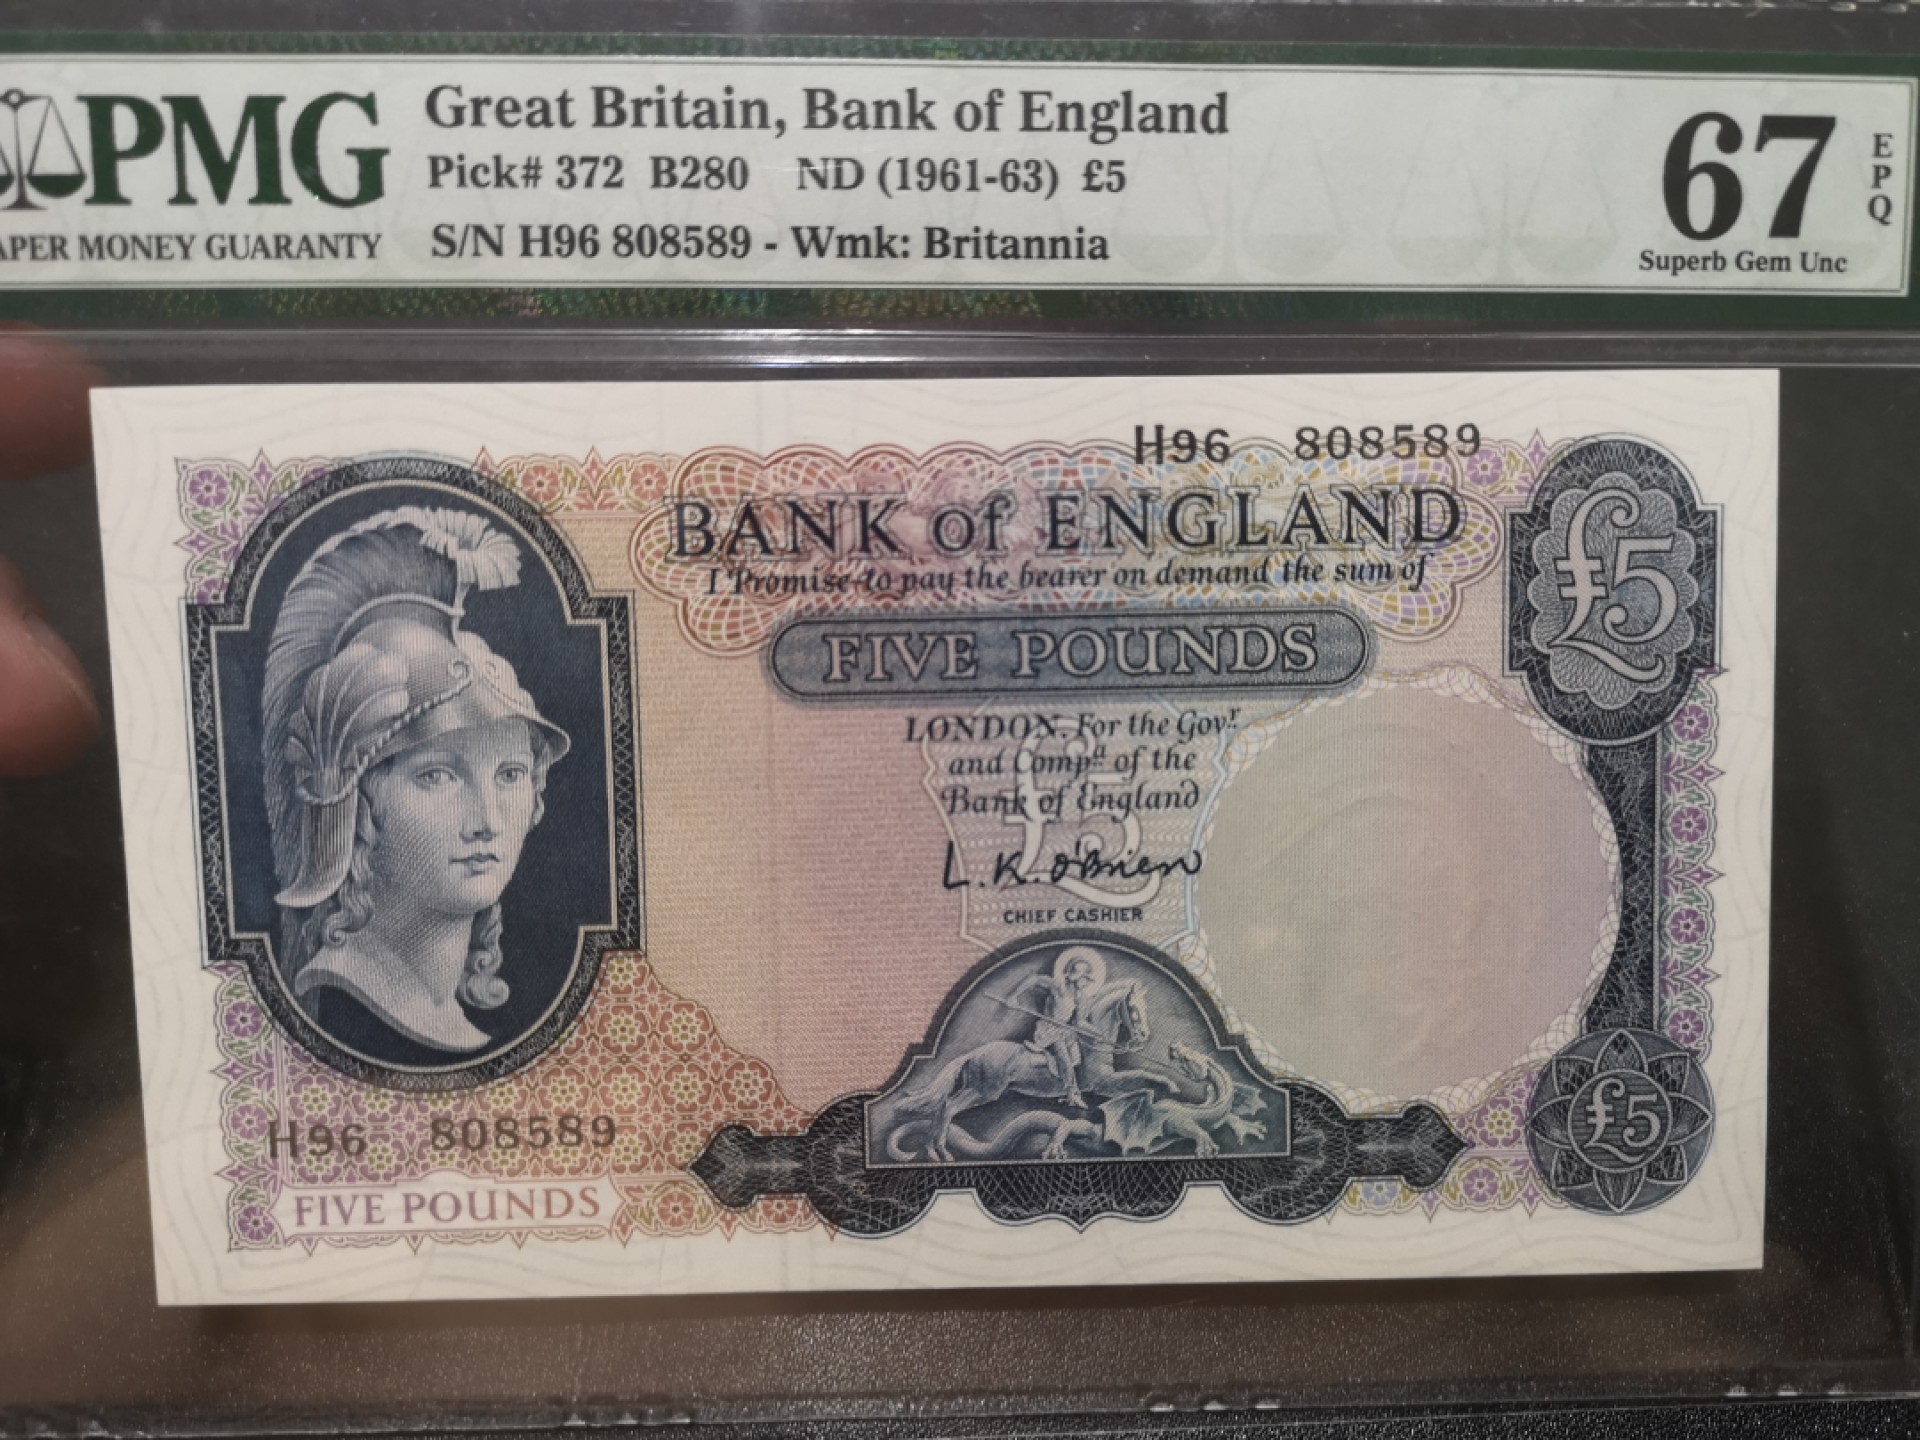 PMG
PAPER MONEY GUARANTY
Great Britain, Bank of England
Pick# 372 B280 ND (1961-63) £5
S/N H96 808589 - Wmk: Britannia
67
EPQ
Superb Gem Unc
H96 808589
BANK of ENGLAND
I Promise to pay the bearer on demand the sum of
FIVE POUNDS
£5
LONDON. For the Govr.
and Compa. of the
Bank of England
£5
L.K. O'Brien
CHIEF CASHIER
H96 808589
FIVE POUNDS
£5